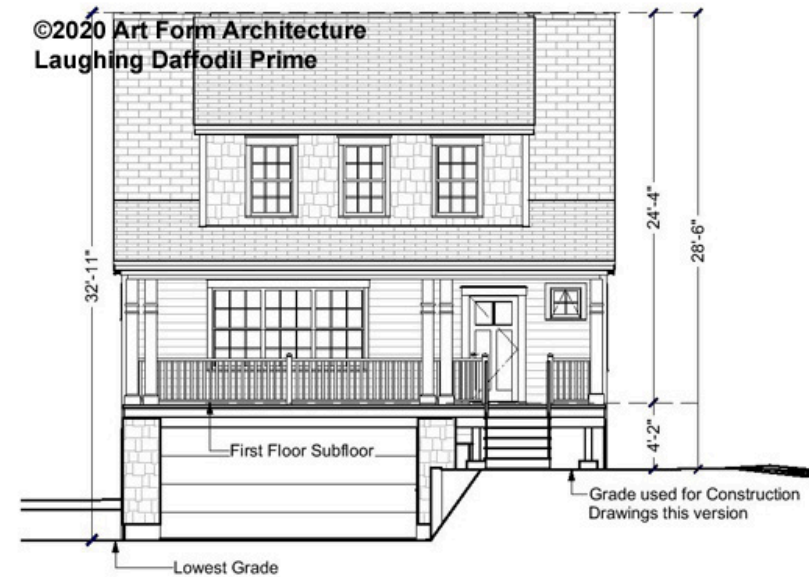 ©2020 Art Form Architecture
Laughing Daffodil Prime
32'-11"
24'-4"
28'-6"
4'-2"
First Floor Subfloor
Grade used for Construction
Drawings this version
Lowest Grade